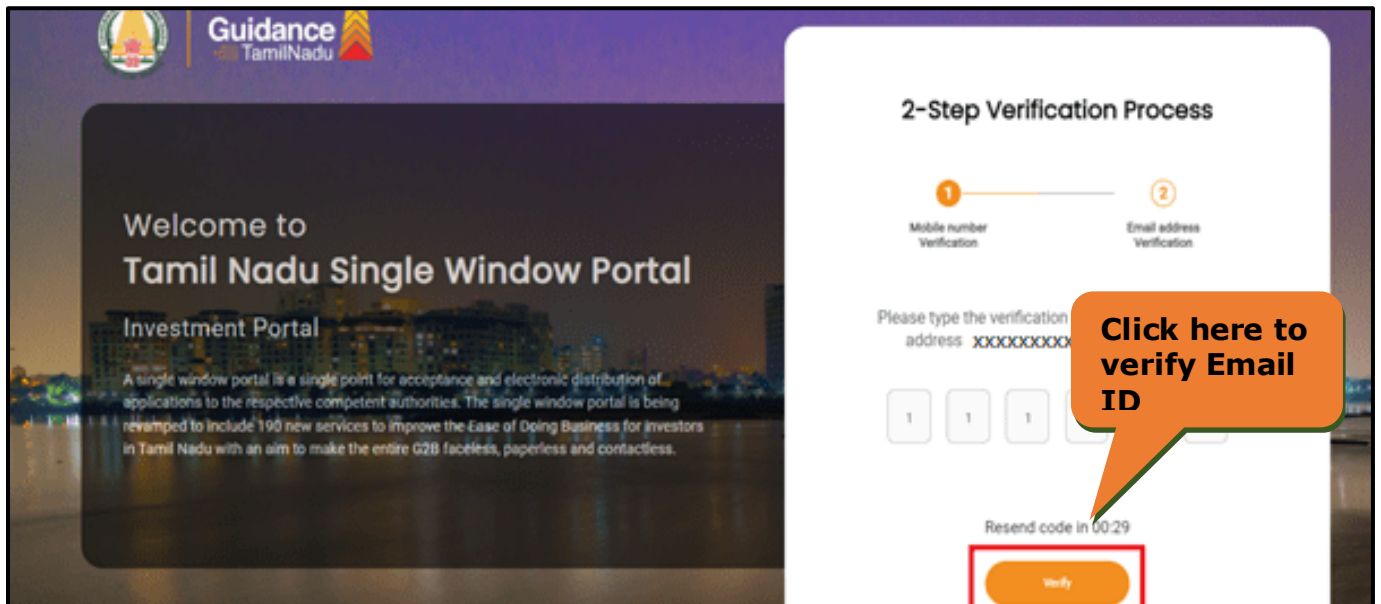 Guidance
TamilNadu
Welcome to
Tamil Nadu Single Window Portal
Investment Portal
A single window portal is a single point for acceptance and electronic distribution of
applications to the respective competent authorities. The single window portal is being
revamped to include 190 new services to improve the Ease of Doing Business for investors
in Tamil Nadu with an aim to make the entire G2B faceless, paperless and contactless.
2-Step Verification Process
1
2
Mobile number
Verification
Email address
Verification
Please type the verification
address xxxxxxxxx
Click here to
verify Email
ID
1 1 1
Resend code in 00:29
Verify